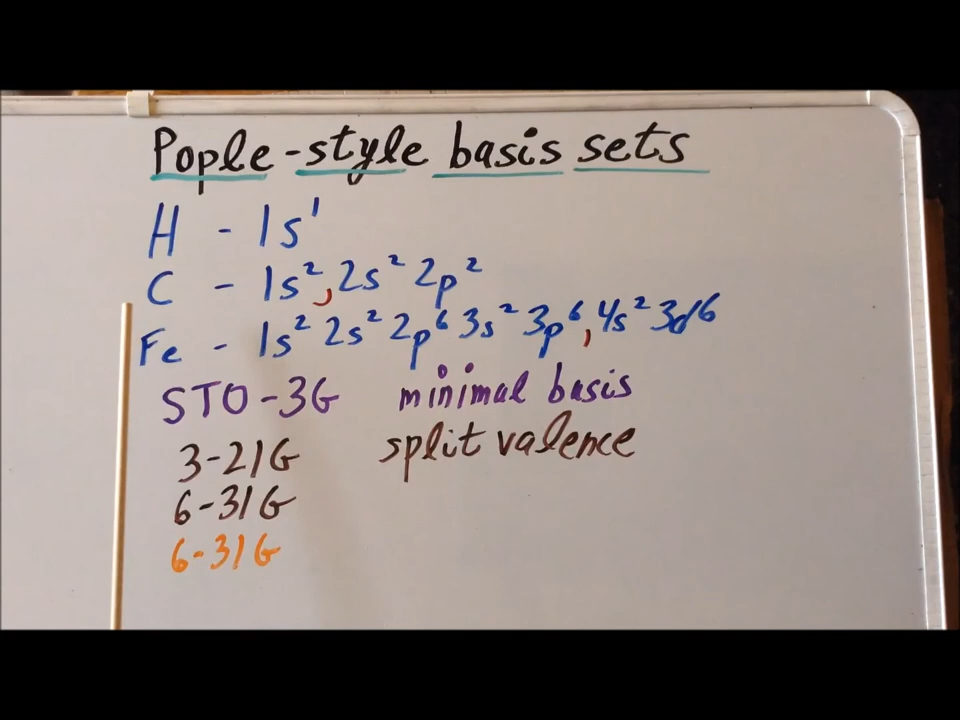 Pople-style basis sets
H - 1s¹
C - 1s², 2s² 2p²
Fe - 1s² 2s² 2p⁶ 3s² 3p⁶, 4s² 3d⁶
STO-3G minimal basis
3-21G split valence
6-31G
6-31G